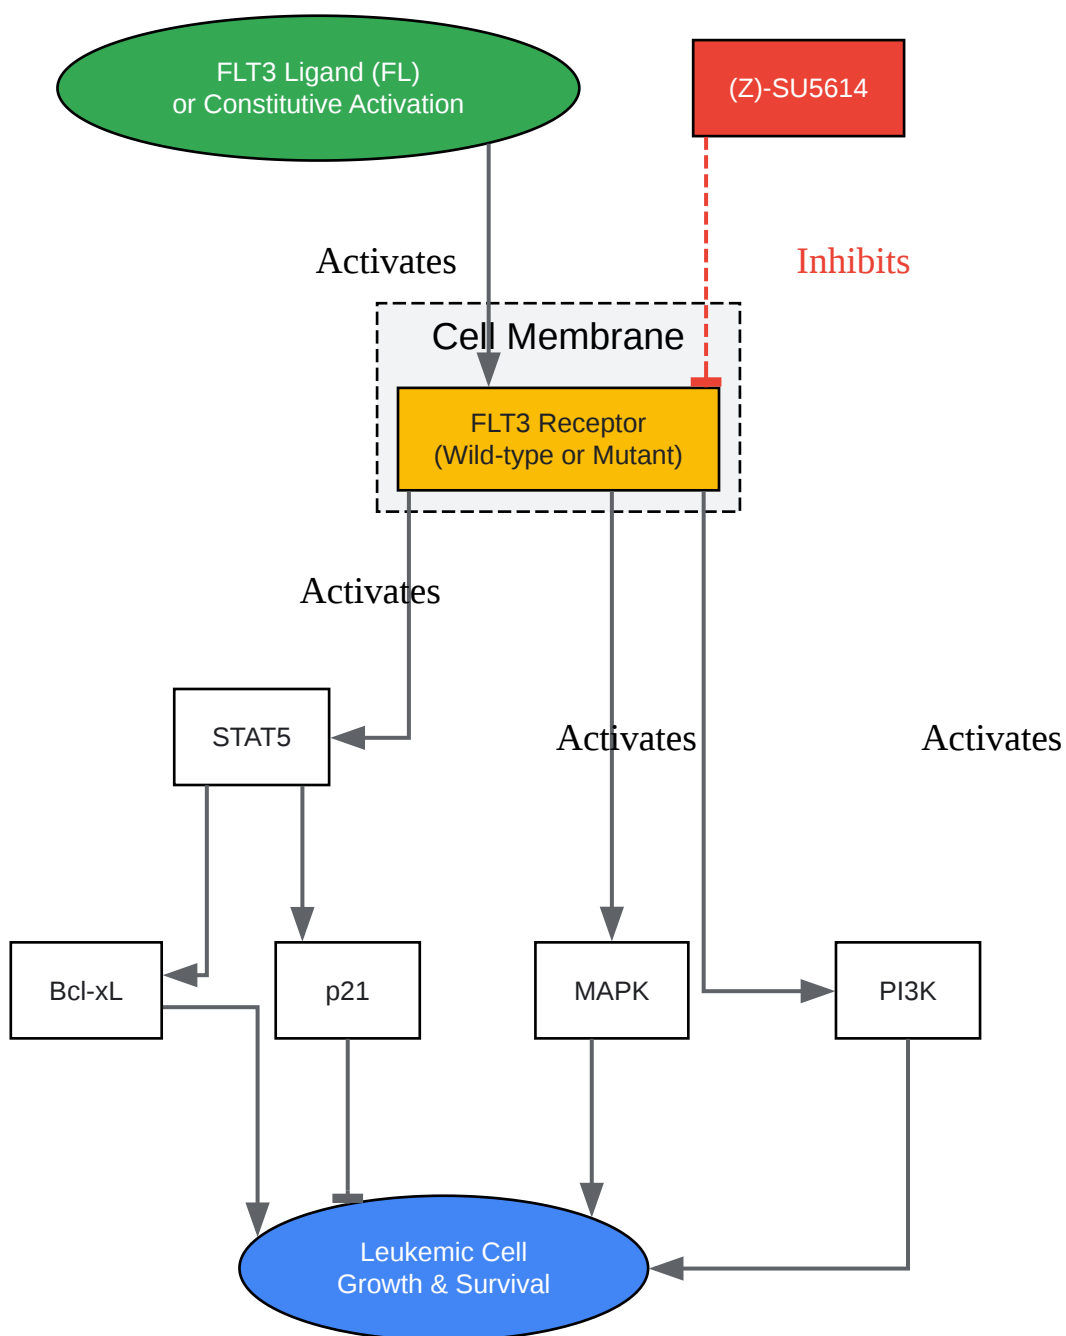 FLT3 Ligand (FL)
or Constitutive Activation
(Z)-SU5614
Activates
Inhibits
Cell Membrane
FLT3 Receptor
(Wild-type or Mutant)
Activates
STAT5
Activates
Activates
Bcl-xL
p21
MAPK
PI3K
Leukemic Cell
Growth & Survival